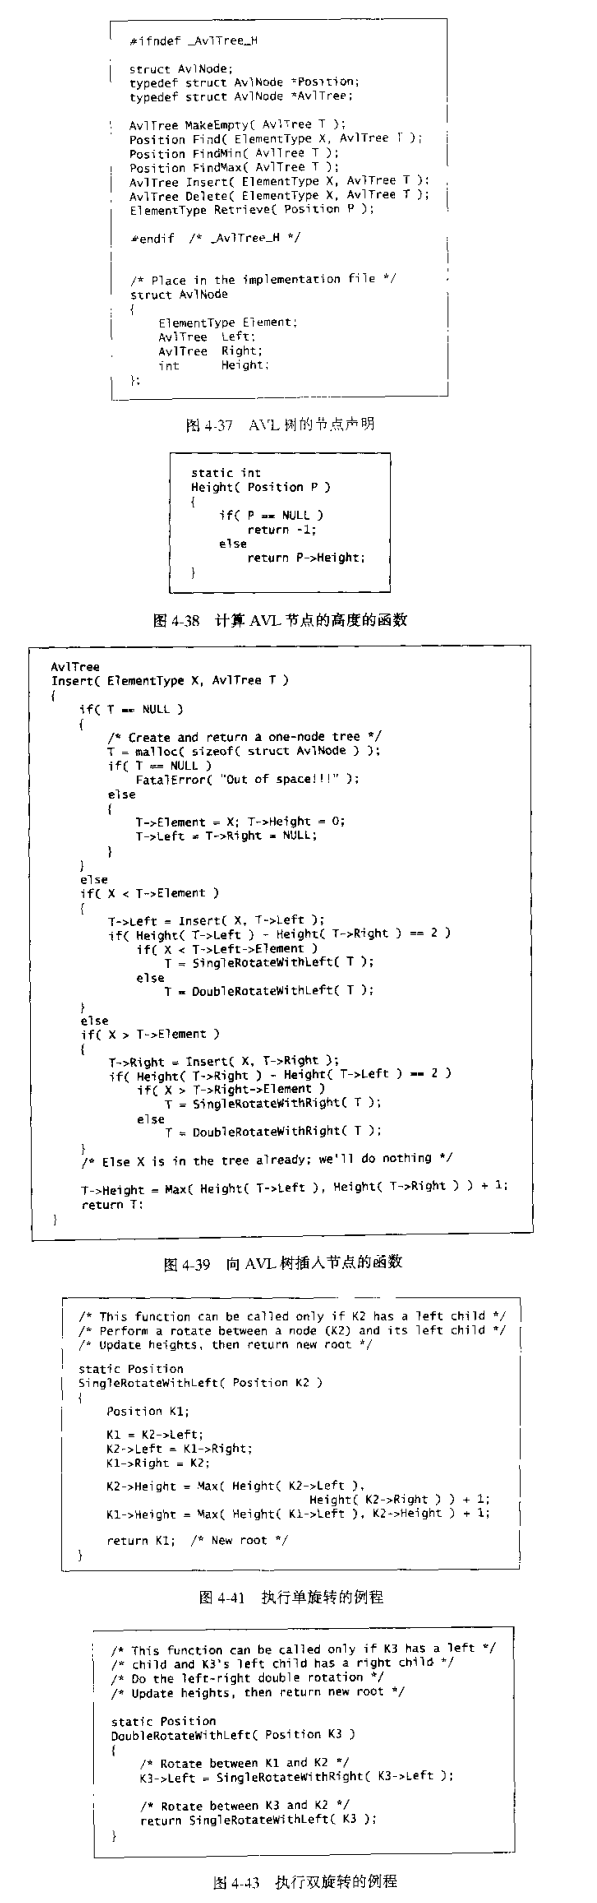 #ifndef _AvlTree_H
struct AvlNode;
typedef struct AvlNode *Position;
typedef struct AvlNode *AvlTree;
AvlTree MakeEmpty( AvlTree T );
Position Find( ElementType X, AvlTree T );
Position FindMin( AvlTree T );
Position FindMax( AvlTree T );
AvlTree Insert( ElementType X, AvlTree T );
AvlTree Delete( ElementType X, AvlTree T );
ElementType Retrieve( Position P );
#endif /* _AvlTree_H */
/* Place in the implementation file */
struct AvlNode
{
ElementType Element;
AvlTree Left;
AvlTree Right;
int Height;
};
图 4-37 AVL 树的节点声明
static int
Height( Position P )
{
if( P == NULL )
return -1;
else
return P->Height;
}
图 4-38 计算 AVL 节点的高度的函数
AvlTree
Insert( ElementType X, AvlTree T )
{
if( T == NULL )
{
/* Create and return a one-node tree */
T = malloc( sizeof( struct AvlNode ) );
if( T == NULL )
FatalError( "Out of space!!!" );
else
{
T->Element = X; T->Height = 0;
T->Left = T->Right = NULL;
}
}
else
if( X < T->Element )
{
T->Left = Insert( X, T->Left );
if( Height( T->Left ) - Height( T->Right ) == 2 )
if( X < T->Left->Element )
T = SingleRotateWithLeft( T );
else
T = DoubleRotateWithLeft( T );
}
else
if( X > T->Element )
{
T->Right = Insert( X, T->Right );
if( Height( T->Right ) - Height( T->Left ) == 2 )
if( X > T->Right->Element )
T = SingleRotateWithRight( T );
else
T = DoubleRotateWithRight( T );
}
/* Else X is in the tree already; we'll do nothing */
T->Height = Max( Height( T->Left ), Height( T->Right ) ) + 1;
return T;
}
图 4-39 向 AVL 树插入节点的函数
/* This function can be called only if K2 has a left child */
/* Perform a rotate between a node (K2) and its left child */
/* Update heights, then return new root */
static Position
SingleRotateWithLeft( Position K2 )
{
Position K1;
K1 = K2->Left;
K2->Left = K1->Right;
K1->Right = K2;
K2->Height = Max( Height( K2->Left ),
Height( K2->Right ) ) + 1;
K1->Height = Max( Height( K1->Left ), K2->Height ) + 1;
return K1; /* New root */
}
图 4-41 执行单旋转的例程
/* This function can be called only if K3 has a left */
/* child and K3's left child has a right child */
/* Do the left-right double rotation */
/* Update heights, then return new root */
static Position
DoubleRotateWithLeft( Position K3 )
{
/* Rotate between K1 and K2 */
K3->Left = SingleRotateWithRight( K3->Left );
/* Rotate between K3 and K2 */
return SingleRotateWithLeft( K3 );
}
图 4-43 执行双旋转的例程